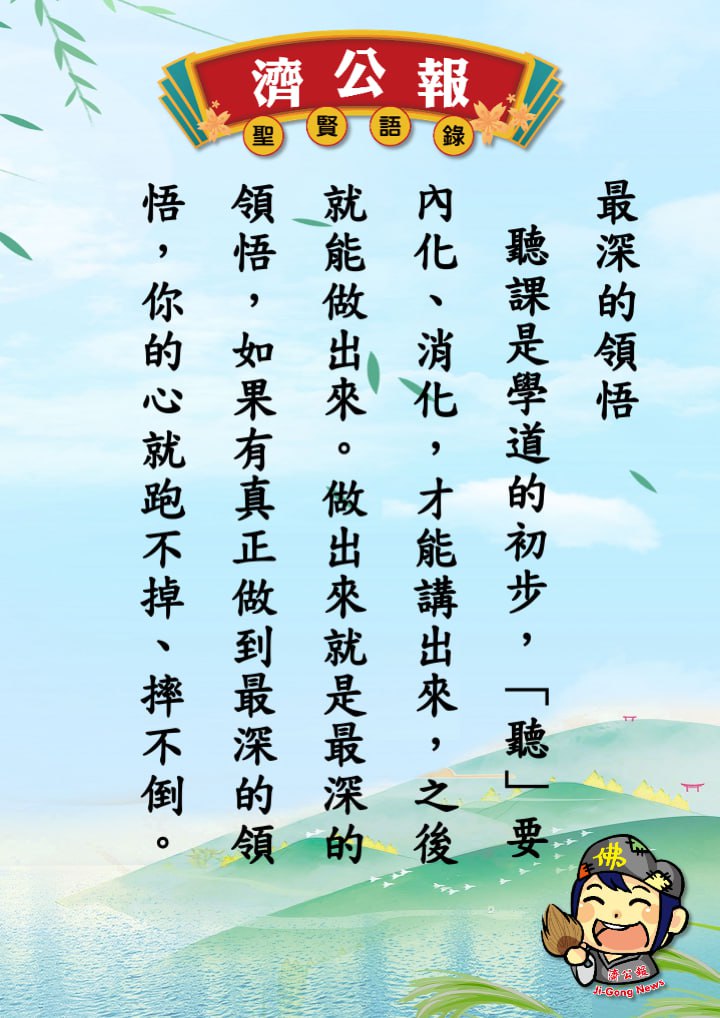 濟公報
聖賢語錄
最深的領悟
聽課是學道的初步，「聽」要
內化、消化，才能講出來，之後
就能做出來。做出來就是最深的
領悟，如果有真正做到最深的領
悟，你的心就跑不掉、摔不倒。
佛
濟公報
Ji-Gong News